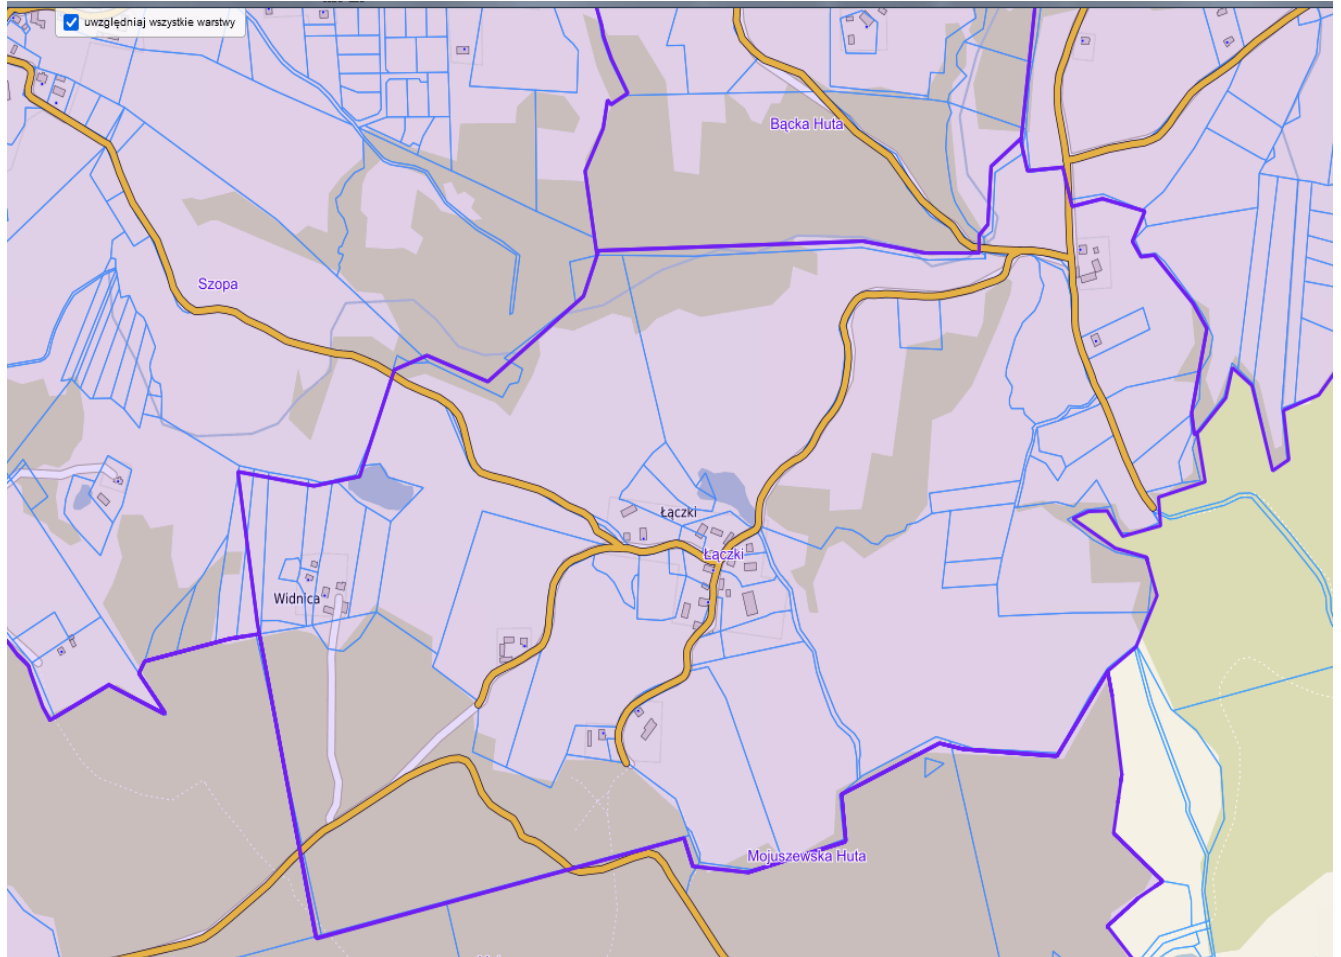 uwzględniaj wszystkie warstwy
Bącka Huta
Szopa
Łączki
Łączki
Widnica
Mojuszewska Huta